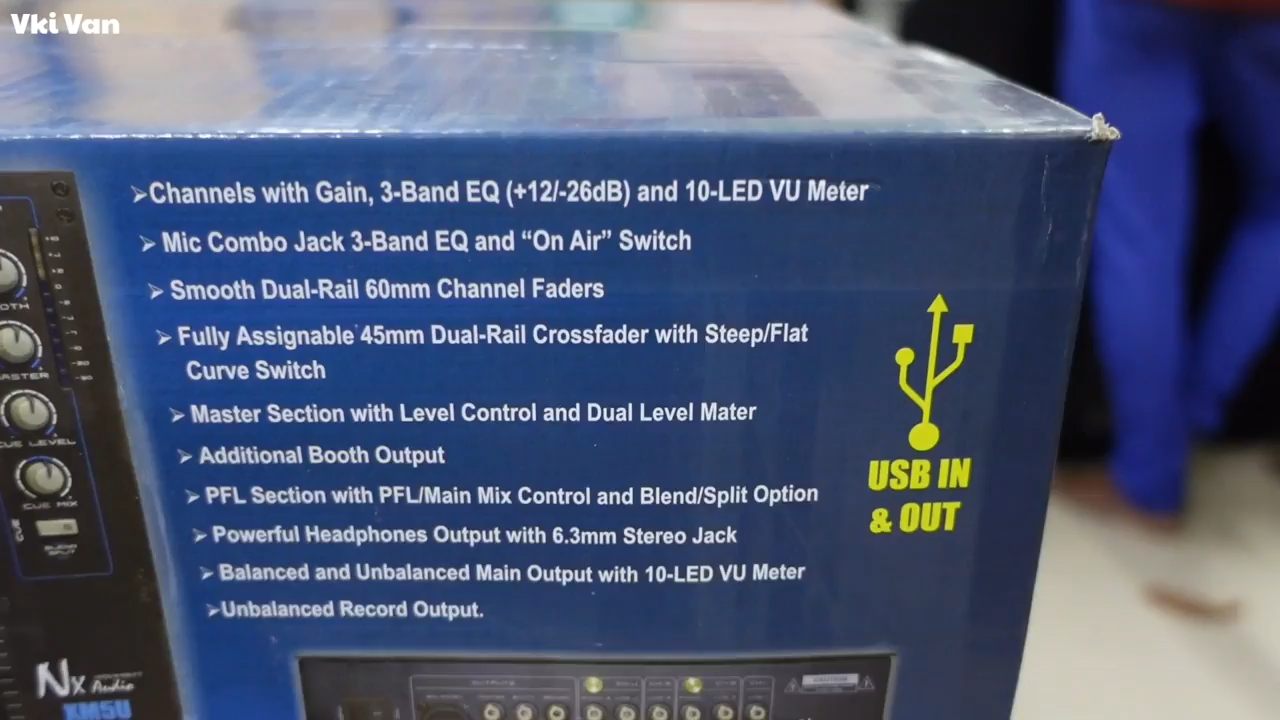 Vki Van
➢Channels with Gain, 3-Band EQ (+12/-26dB) and 10-LED VU Meter
➢ Mic Combo Jack 3-Band EQ and “On Air” Switch
➢ Smooth Dual-Rail 60mm Channel Faders
➢ Fully Assignable 45mm Dual-Rail Crossfader with Steep/Flat
Curve Switch
➢ Master Section with Level Control and Dual Level Mater
➢ Additional Booth Output
➢ PFL Section with PFL/Main Mix Control and Blend/Split Option
➢ Powerful Headphones Output with 6.3mm Stereo Jack
➢ Balanced and Unbalanced Main Output with 10-LED VU Meter
➢Unbalanced Record Output.
USB IN
& OUT
MASTER
CUE LEVEL
CUE MIX
CUE
BLEND
SPLIT
Nx Audio
XM5U
OUTPUTS
CAUTION